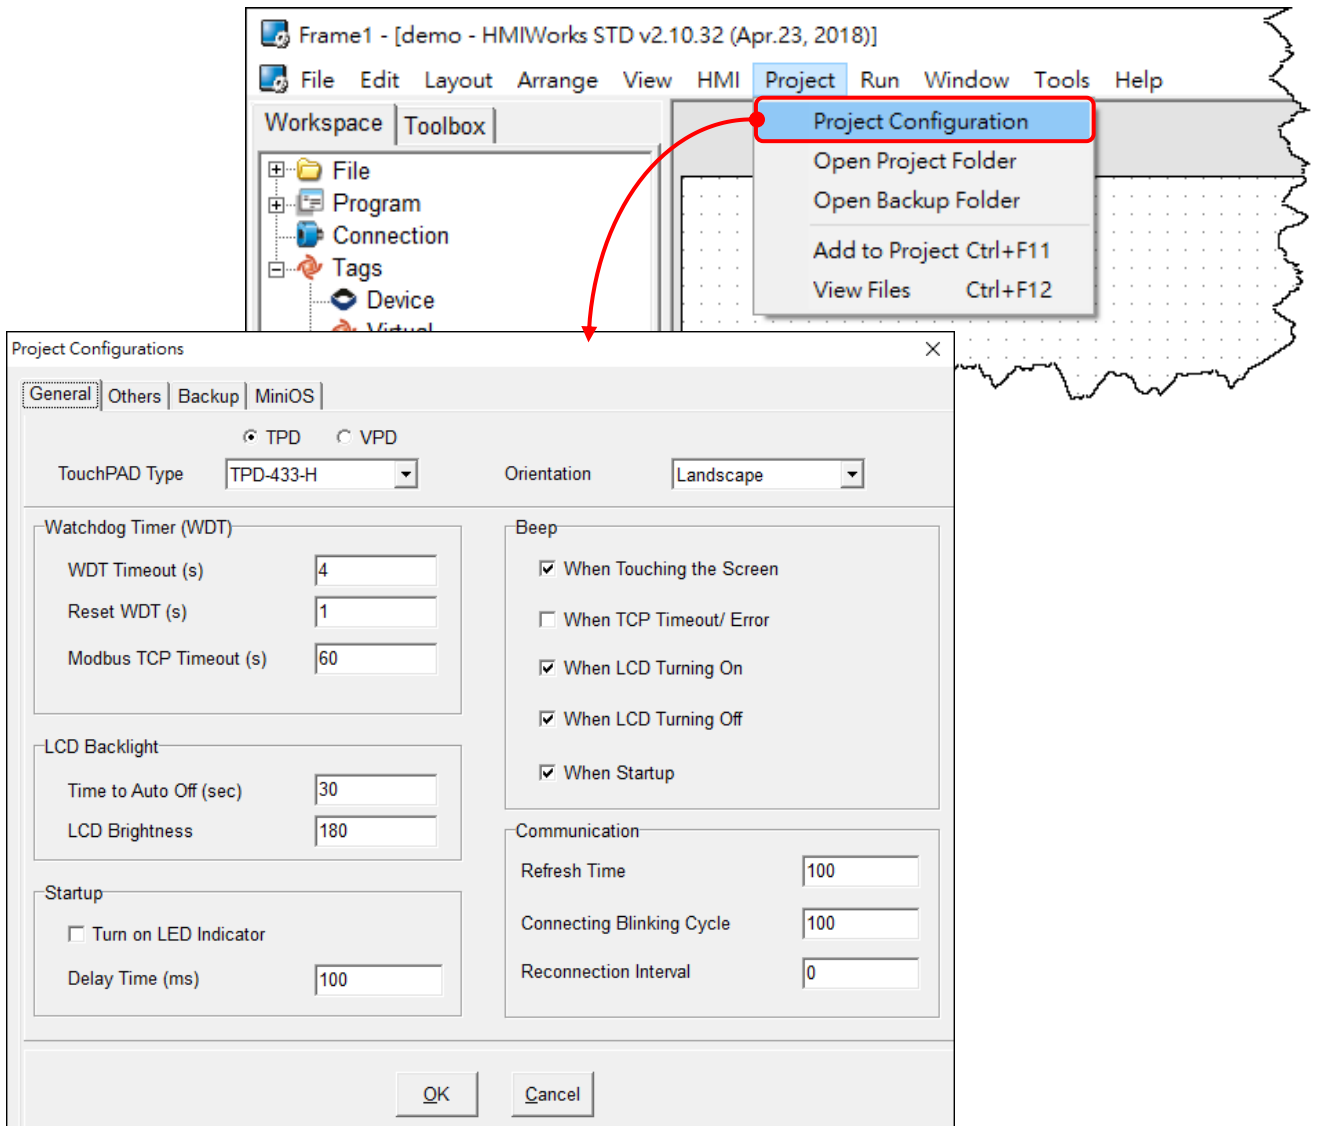 Frame1 - [demo - HMIWorks STD v2.10.32 (Apr.23, 2018)]
File Edit Layout Arrange View HMI Project Run Window Tools Help
Workspace Toolbox
Project Configuration
Open Project Folder
Open Backup Folder
Add to Project Ctrl+F11
View Files Ctrl+F12
File
Program
Connection
Tags
Device
Virtual
Project Configurations
General Others Backup MiniOS
TPD VPD
TouchPAD Type TPD-433-H Orientation Landscape
Watchdog Timer (WDT)
WDT Timeout (s) 4
Reset WDT (s) 1
Modbus TCP Timeout (s) 60
LCD Backlight
Time to Auto Off (sec) 30
LCD Brightness 180
Startup
Turn on LED Indicator
Delay Time (ms) 100
Beep
When Touching the Screen
When TCP Timeout/ Error
When LCD Turning On
When LCD Turning Off
When Startup
Communication
Refresh Time 100
Connecting Blinking Cycle 100
Reconnection Interval 0
OK Cancel